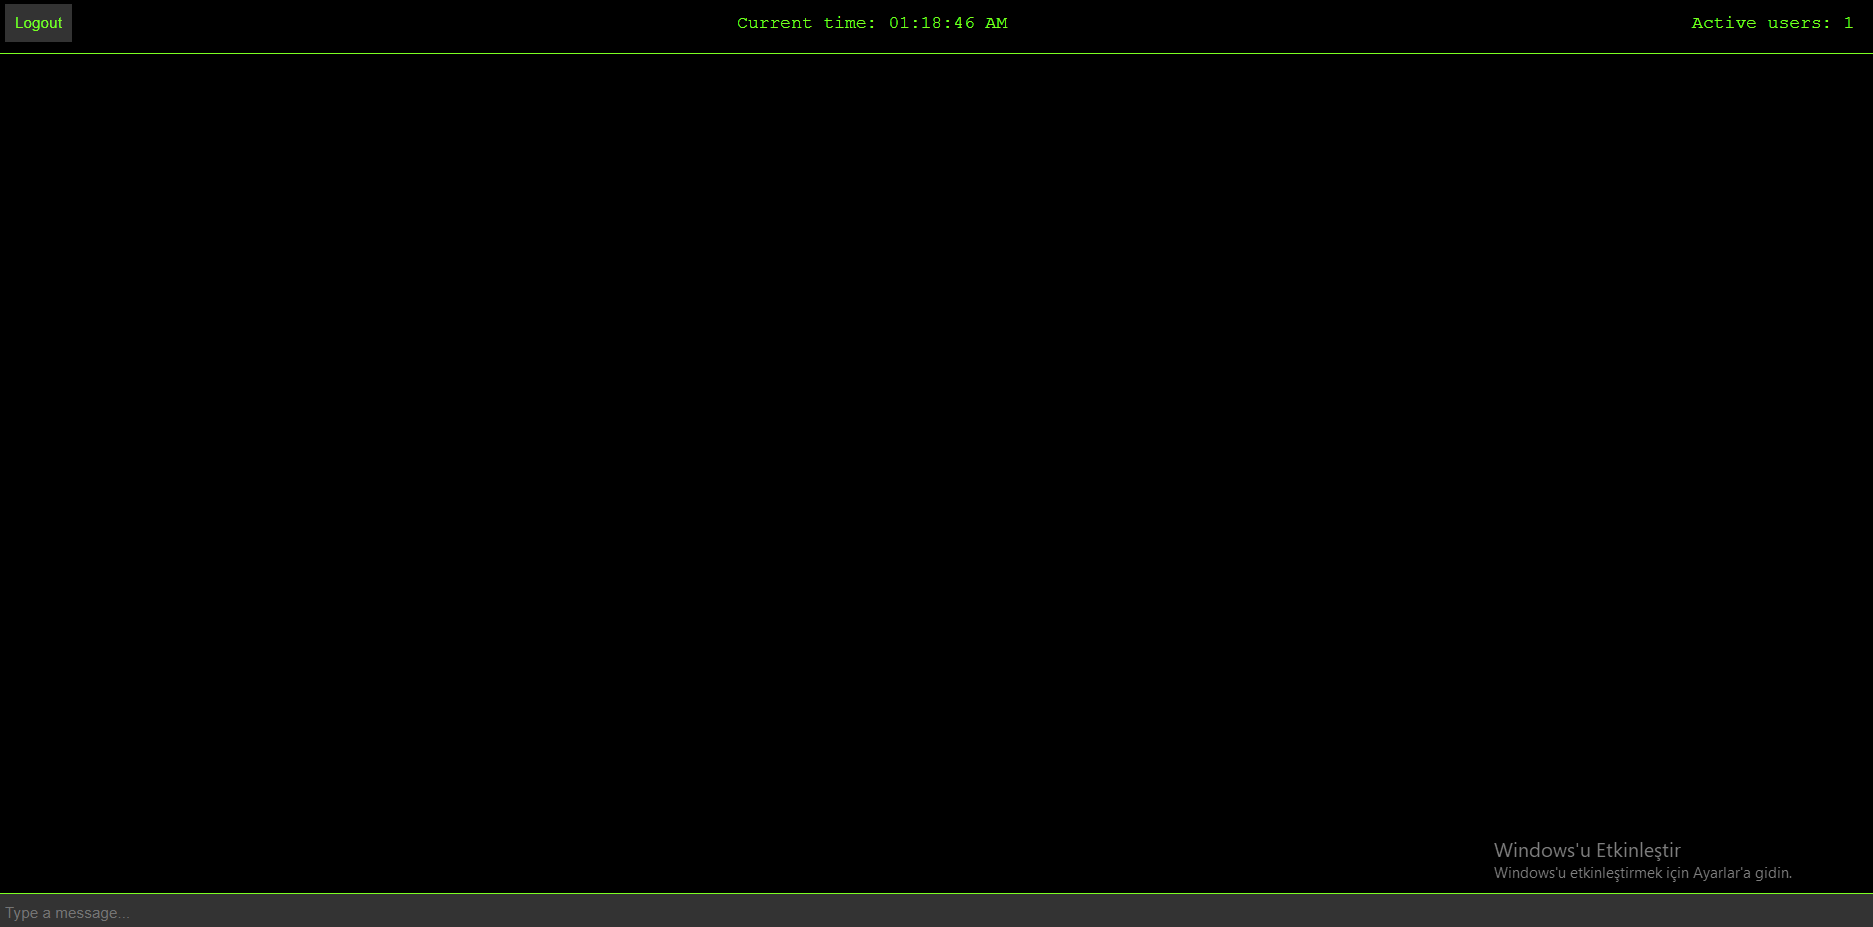 Logout
Current time: 01:18:46 AM
Active users: 1
Windows'u Etkinleştir
Windows'u etkinleştirmek için Ayarlar'a gidin.
Type a message...